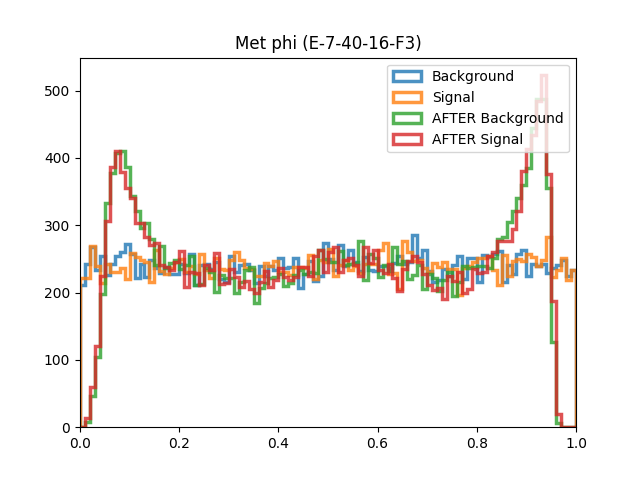 Met phi (E-7-40-16-F3)
Background
Signal
AFTER Background
AFTER Signal
500
400
300
200
100
0
0.0 0.2 0.4 0.6 0.8 1.0